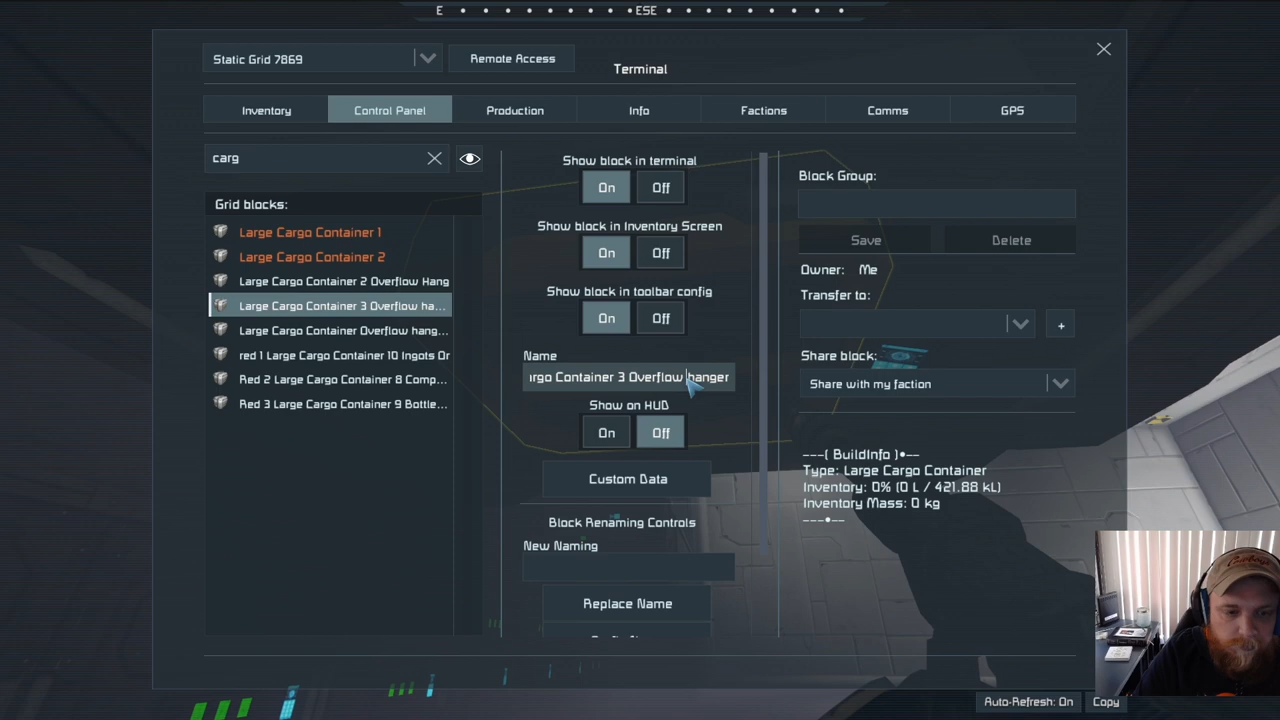 E ESE
Static Grid 7869
Remote Access
Terminal
Inventory
Control Panel
Production
Info
Factions
Comms
GPS
carg
Grid blocks:
Large Cargo Container 1
Large Cargo Container 2
Large Cargo Container 2 Overflow Hang
Large Cargo Container 3 Overflow ha...
Large Cargo Container Overflow hang...
red 1 Large Cargo Container 10 Ingots Or
Red 2 Large Cargo Container 8 Comp...
Red 3 Large Cargo Container 9 Bottle...
Show block in terminal
On Off
Show block in Inventory Screen
On Off
Show block in toolbar config
On Off
Name
rgo Container 3 Overflow hanger
Show on HUD
On Off
Custom Data
Block Renaming Controls
New Naming
Replace Name
Block Group:
Save Delete
Owner: Me
Transfer to:
+
Share block:
Share with my faction
---( BuildInfo )•--
Type: Large Cargo Container
Inventory: 0% (0 L / 421.88 kL)
Inventory Mass: 0 kg
---•--
Auto-Refresh: On Copy